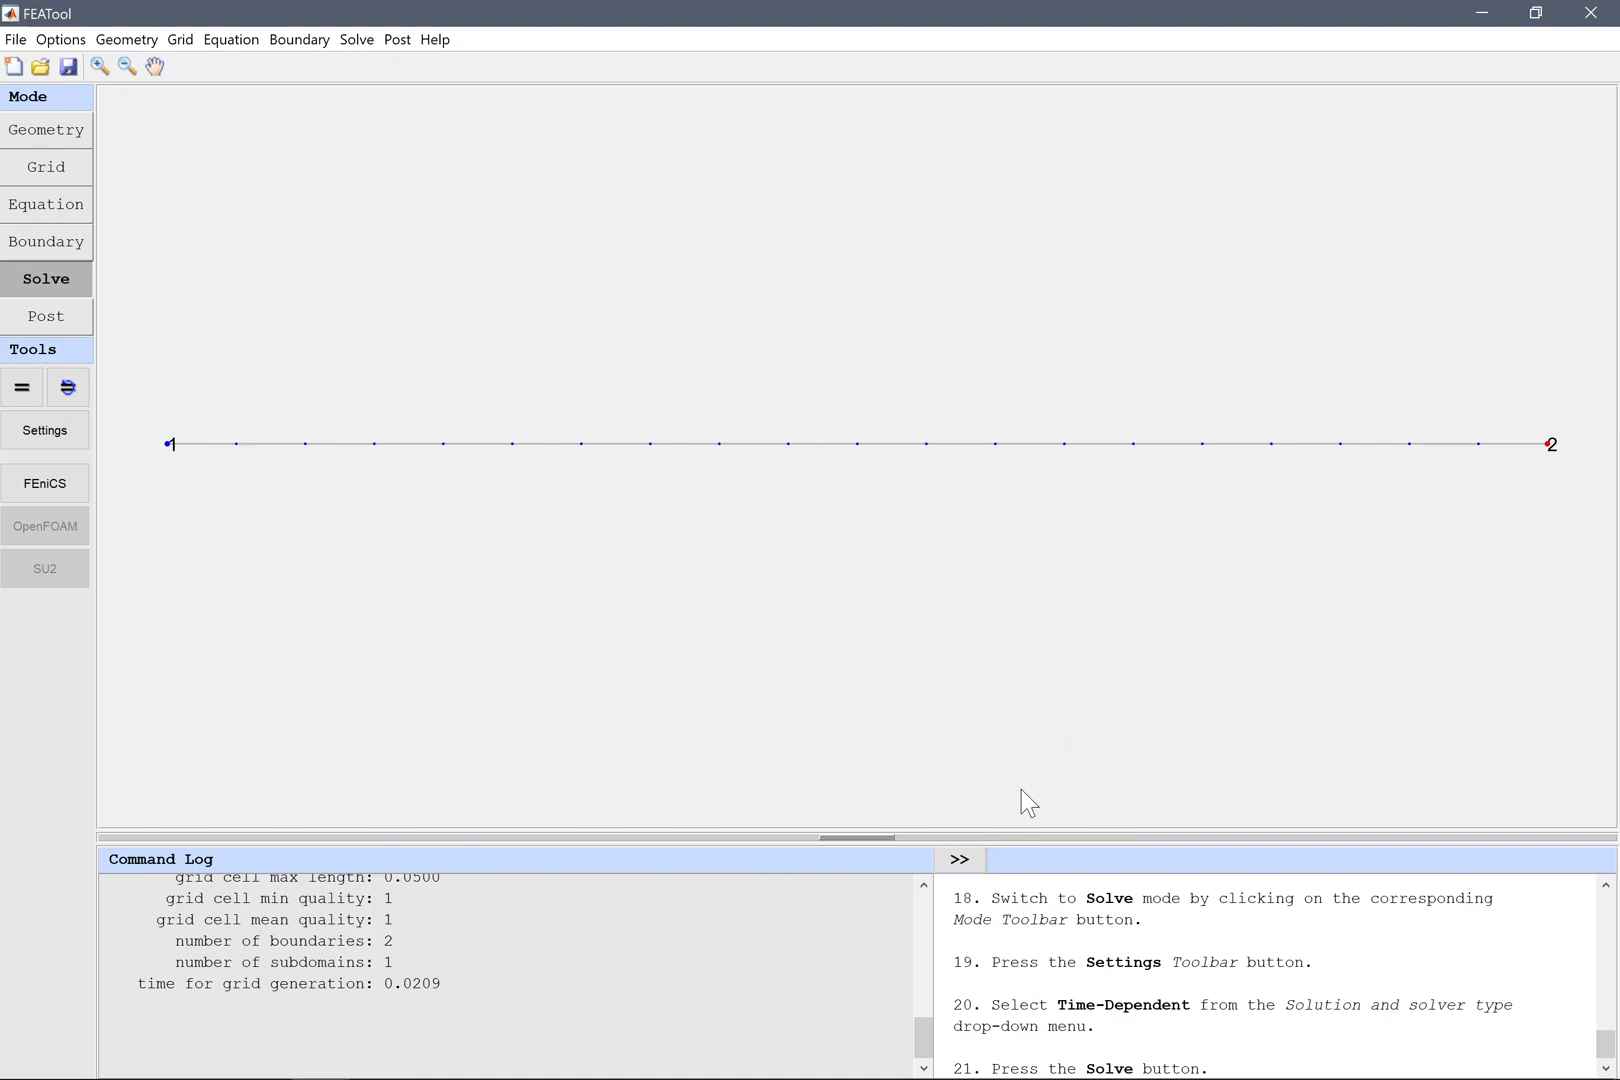 FEATool
File Options Geometry Grid Equation Boundary Solve Post Help
Mode
Geometry
Grid
Equation
Boundary
Solve
Post
Tools
Settings
FEniCS
OpenFOAM
SU2
1
2
Command Log
grid cell max length: 0.0500
grid cell min quality: 1
grid cell mean quality: 1
number of boundaries: 2
number of subdomains: 1
time for grid generation: 0.0209
>>
18. Switch to Solve mode by clicking on the corresponding
Mode Toolbar button.
19. Press the Settings Toolbar button.
20. Select Time-Dependent from the Solution and solver type
drop-down menu.
21. Press the Solve button.